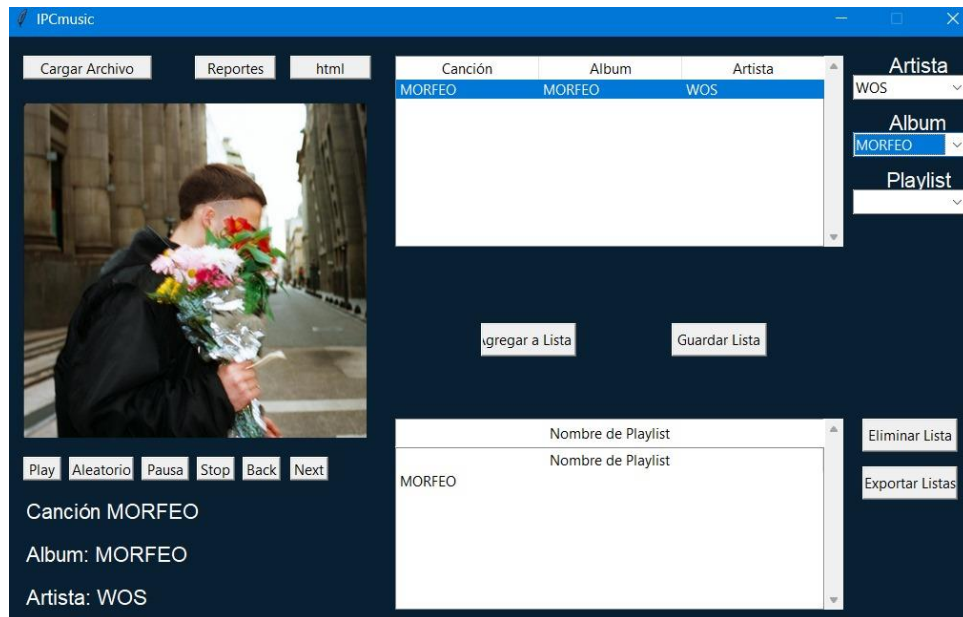 IPCmusic
Cargar Archivo
Reportes
html
Canción Album Artista
MORFEO MORFEO WOS
Artista
WOS
Album
MORFEO
Playlist
gregar a Lista
Guardar Lista
Nombre de Playlist
Nombre de Playlist
MORFEO
Eliminar Lista
Exportar Listas
Play Aleatorio Pausa Stop Back Next
Canción MORFEO
Album: MORFEO
Artista: WOS